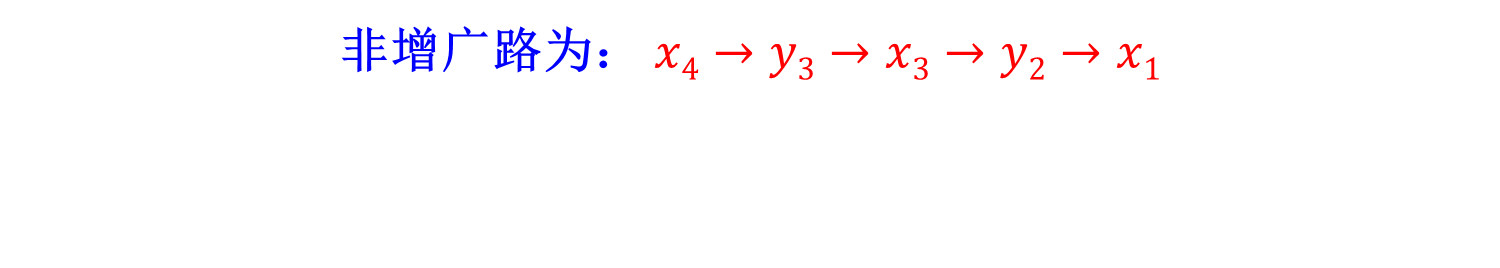 非增广路为： x₄ → y₃ → x₃ → y₂ → x₁